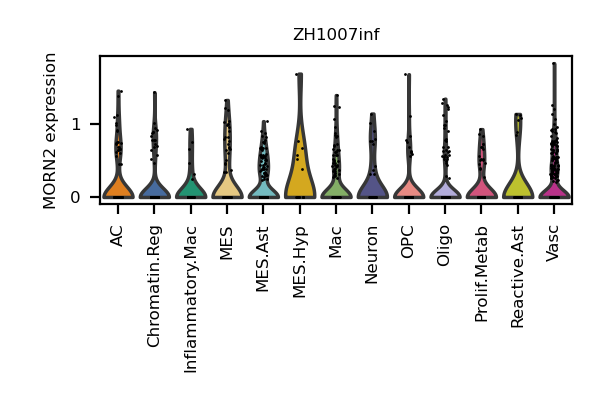 ZH1007inf
MORN2 expression
1
0
AC
Chromatin.Reg
Inflammatory.Mac
MES
MES.Ast
MES.Hyp
Mac
Neuron
OPC
Oligo
Prolif.Metab
Reactive.Ast
Vasc